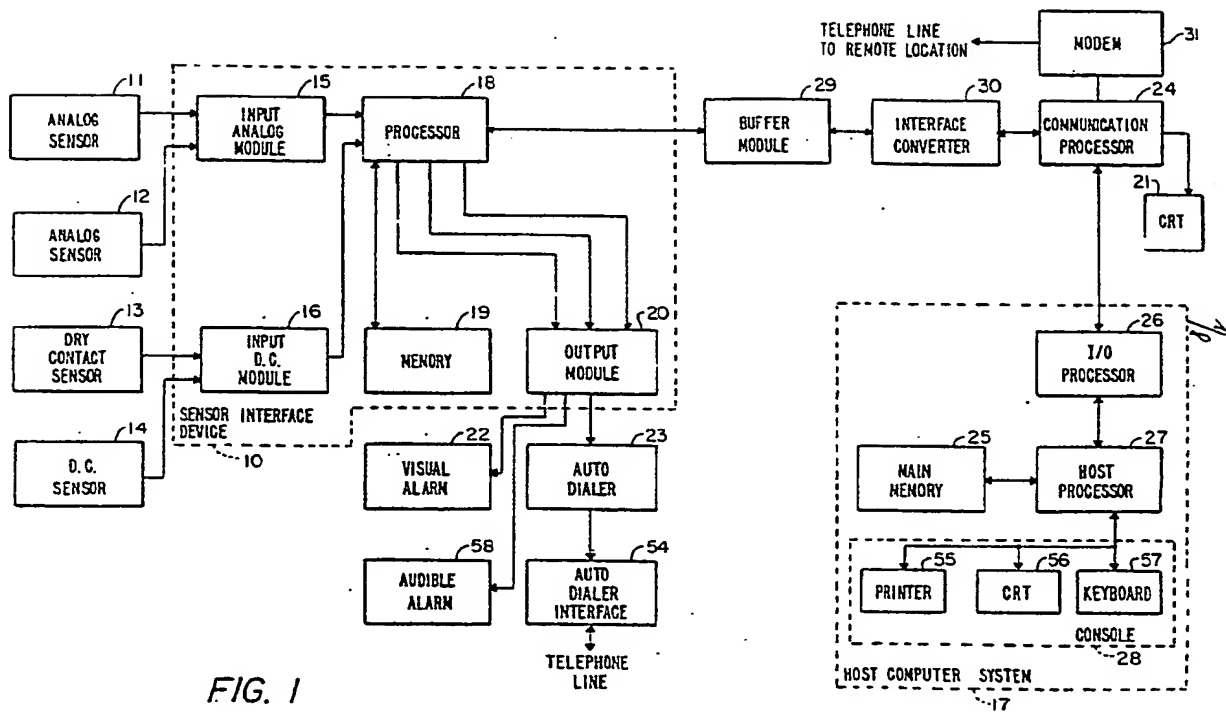 TELEPHONE LINE
TO REMOTE LOCATION
MODEM
31
11
ANALOG
SENSOR
15
INPUT
ANALOG
MODULE
18
PROCESSOR
29
BUFFER
MODULE
30
INTERFACE
CONVERTER
24
COMMUNICATION
PROCESSOR
21
CRT
12
ANALOG
SENSOR
13
DRY
CONTACT
SENSOR
16
INPUT
D.C.
MODULE
19
MEMORY
20
OUTPUT
MODULE
26
I/O
PROCESSOR
SENSOR INTERFACE
DEVICE
10
14
D.C.
SENSOR
22
VISUAL
ALARM
23
AUTO
DIALER
25
MAIN
MEMORY
27
HOST
PROCESSOR
58
AUDIBLE
ALARM
54
AUTO
DIALER
INTERFACE
55
PRINTER
56
CRT
57
KEYBOARD
CONSOLE
28
TELEPHONE
LINE
HOST COMPUTER SYSTEM
17
FIG. 1